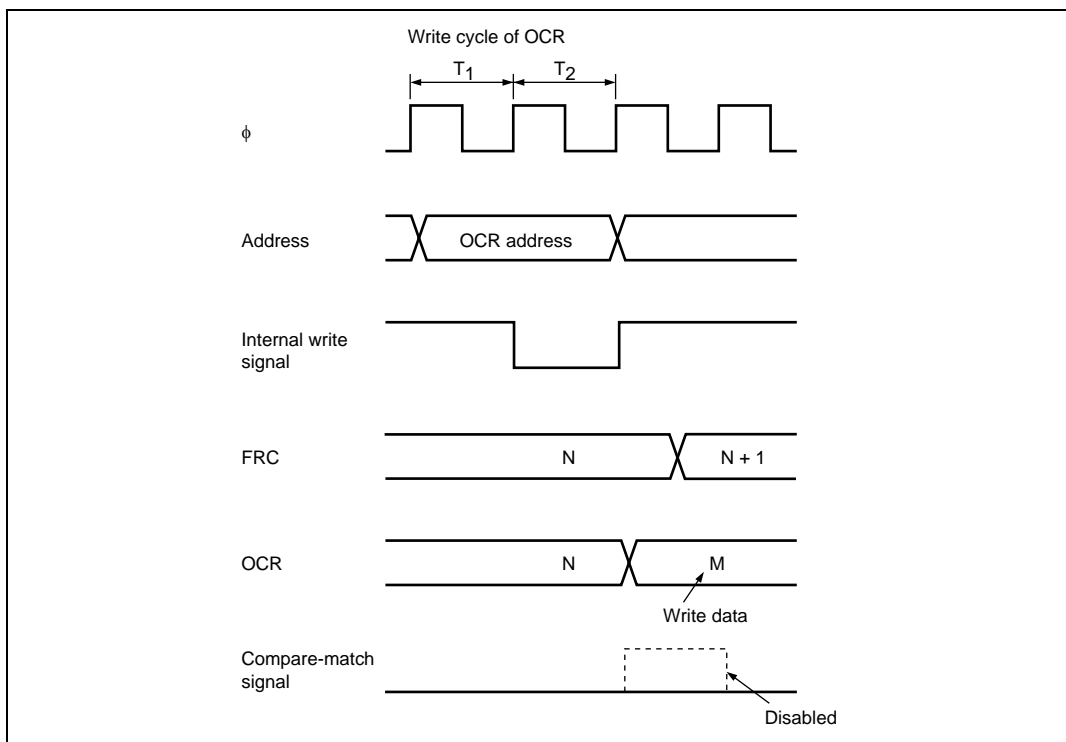 Write cycle of OCR
T1 T2
ϕ
Address OCR address
Internal write
signal
FRC N N + 1
OCR N M
Write data
Compare-match
signal
Disabled